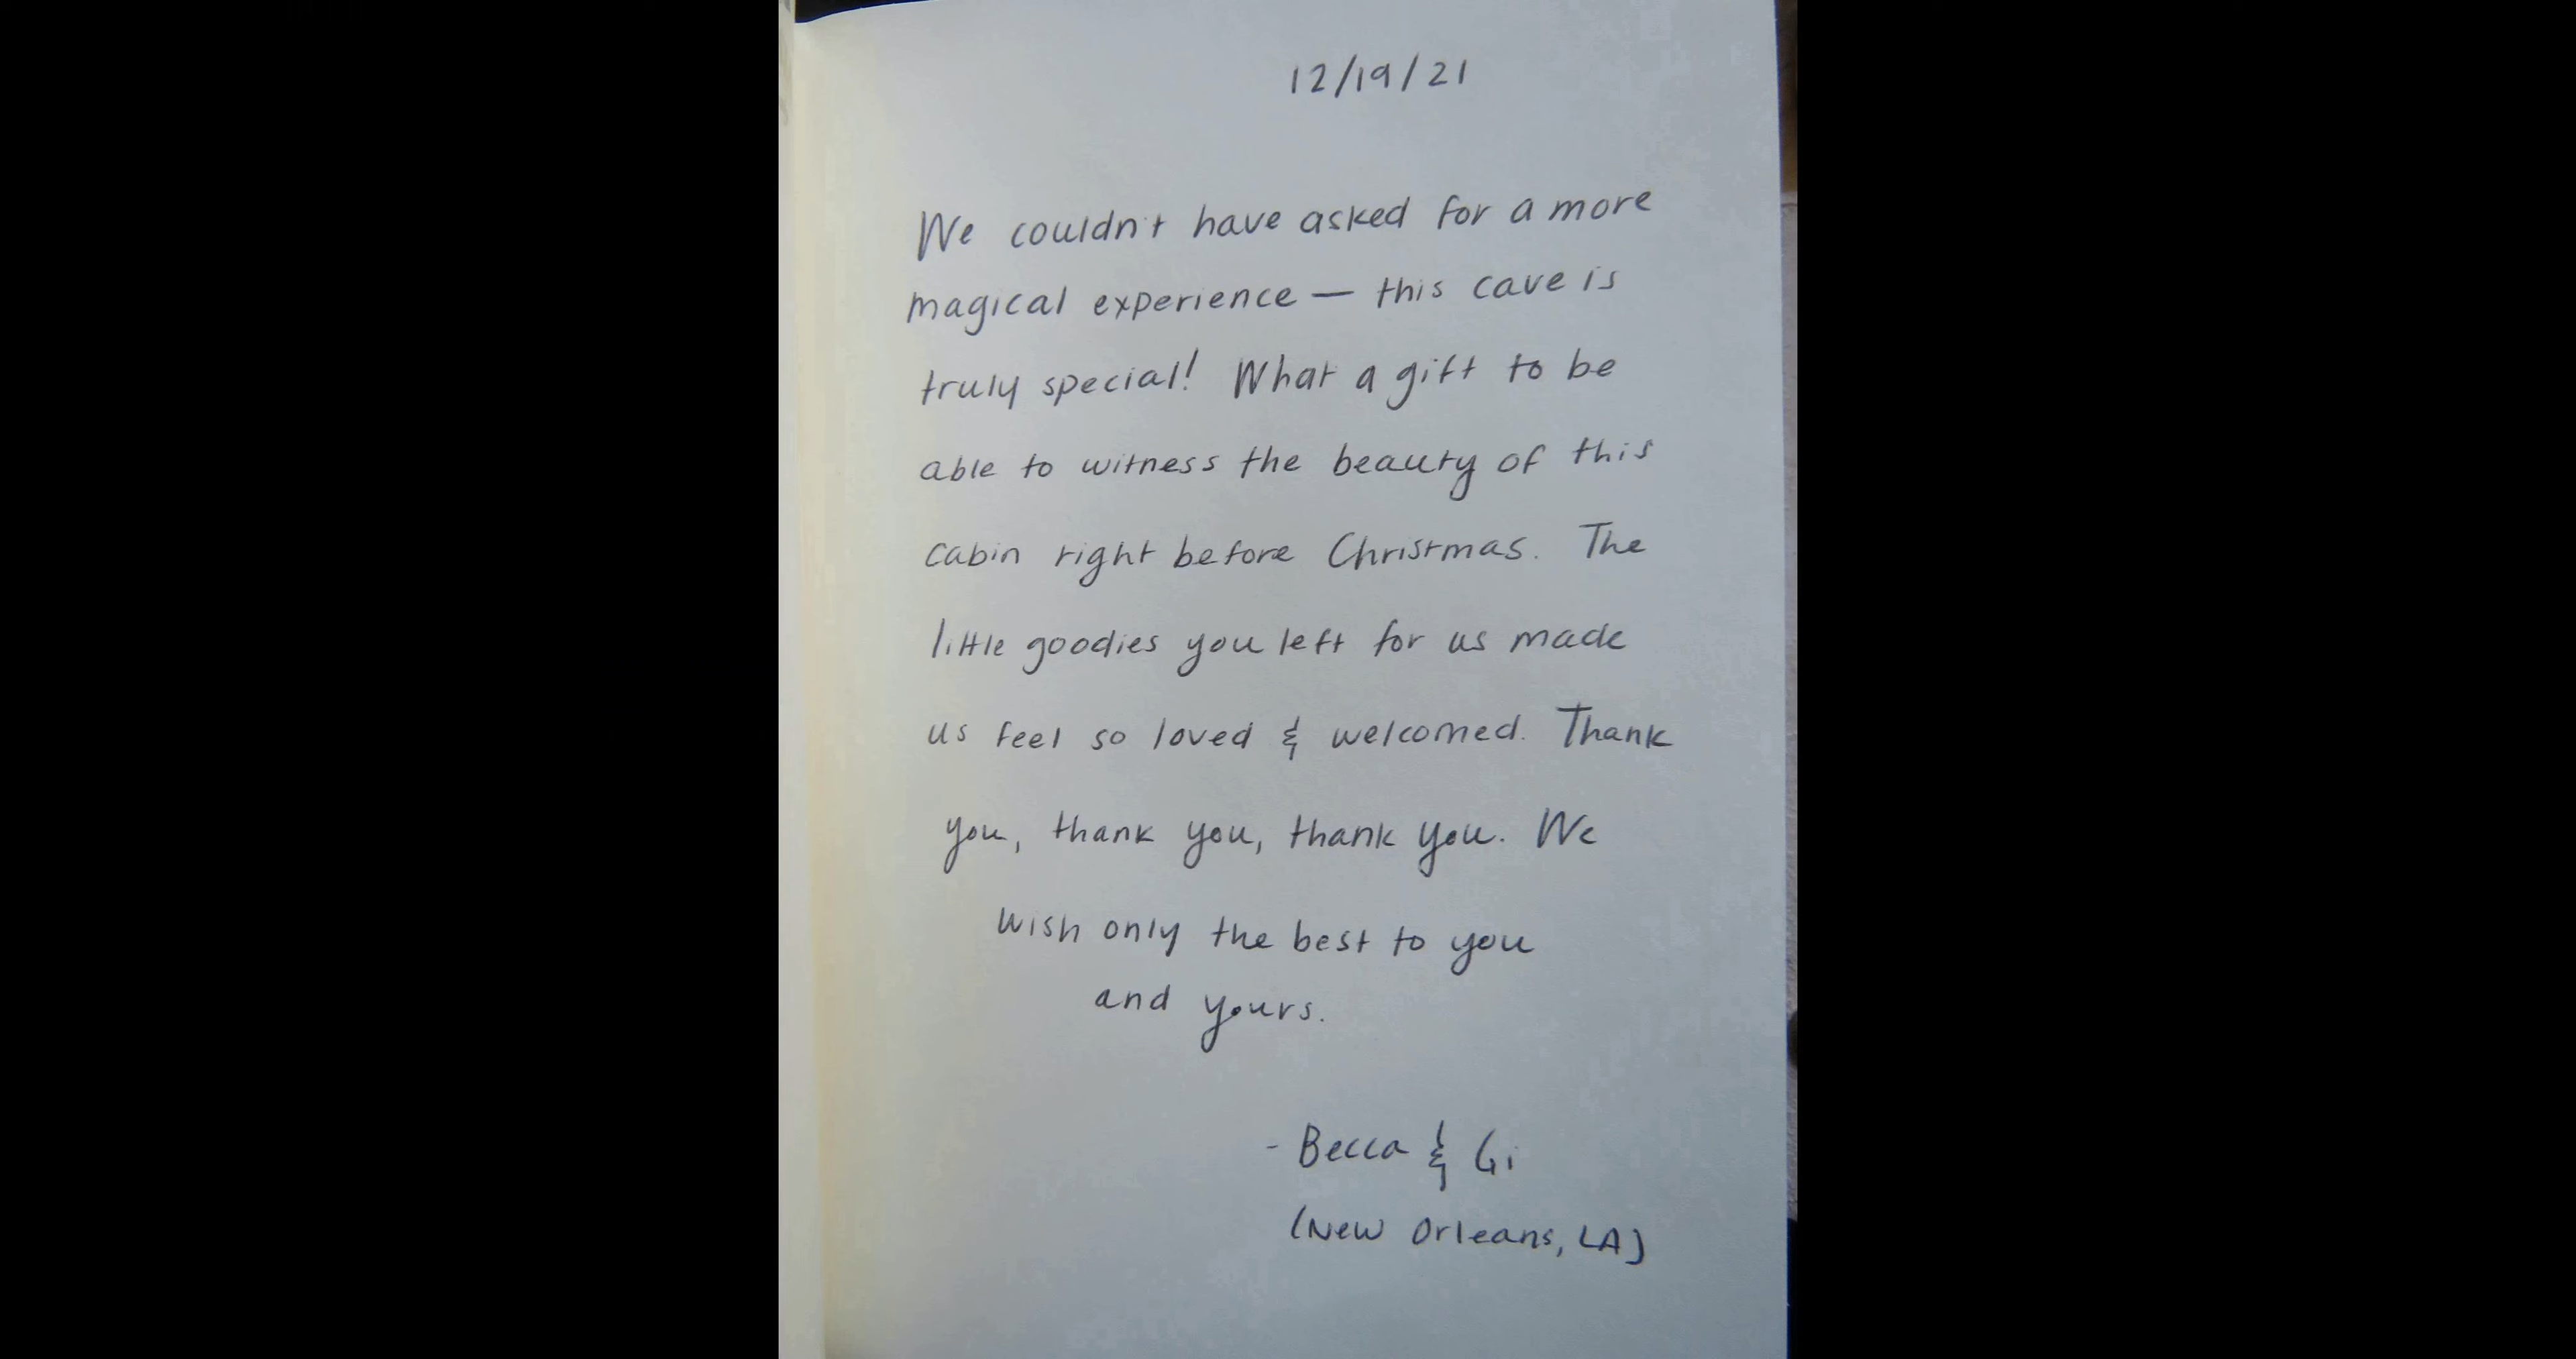 12/19/21
We couldn't have asked for a more
magical experience — this cave is
truly special! What a gift to be
able to witness the beauty of this
cabin right before Christmas. The
little goodies you left for us made
us feel so loved & welcomed. Thank
you, thank you, thank you. We
wish only the best to you
and yours.
- Becca & Gi
(New Orleans, LA)